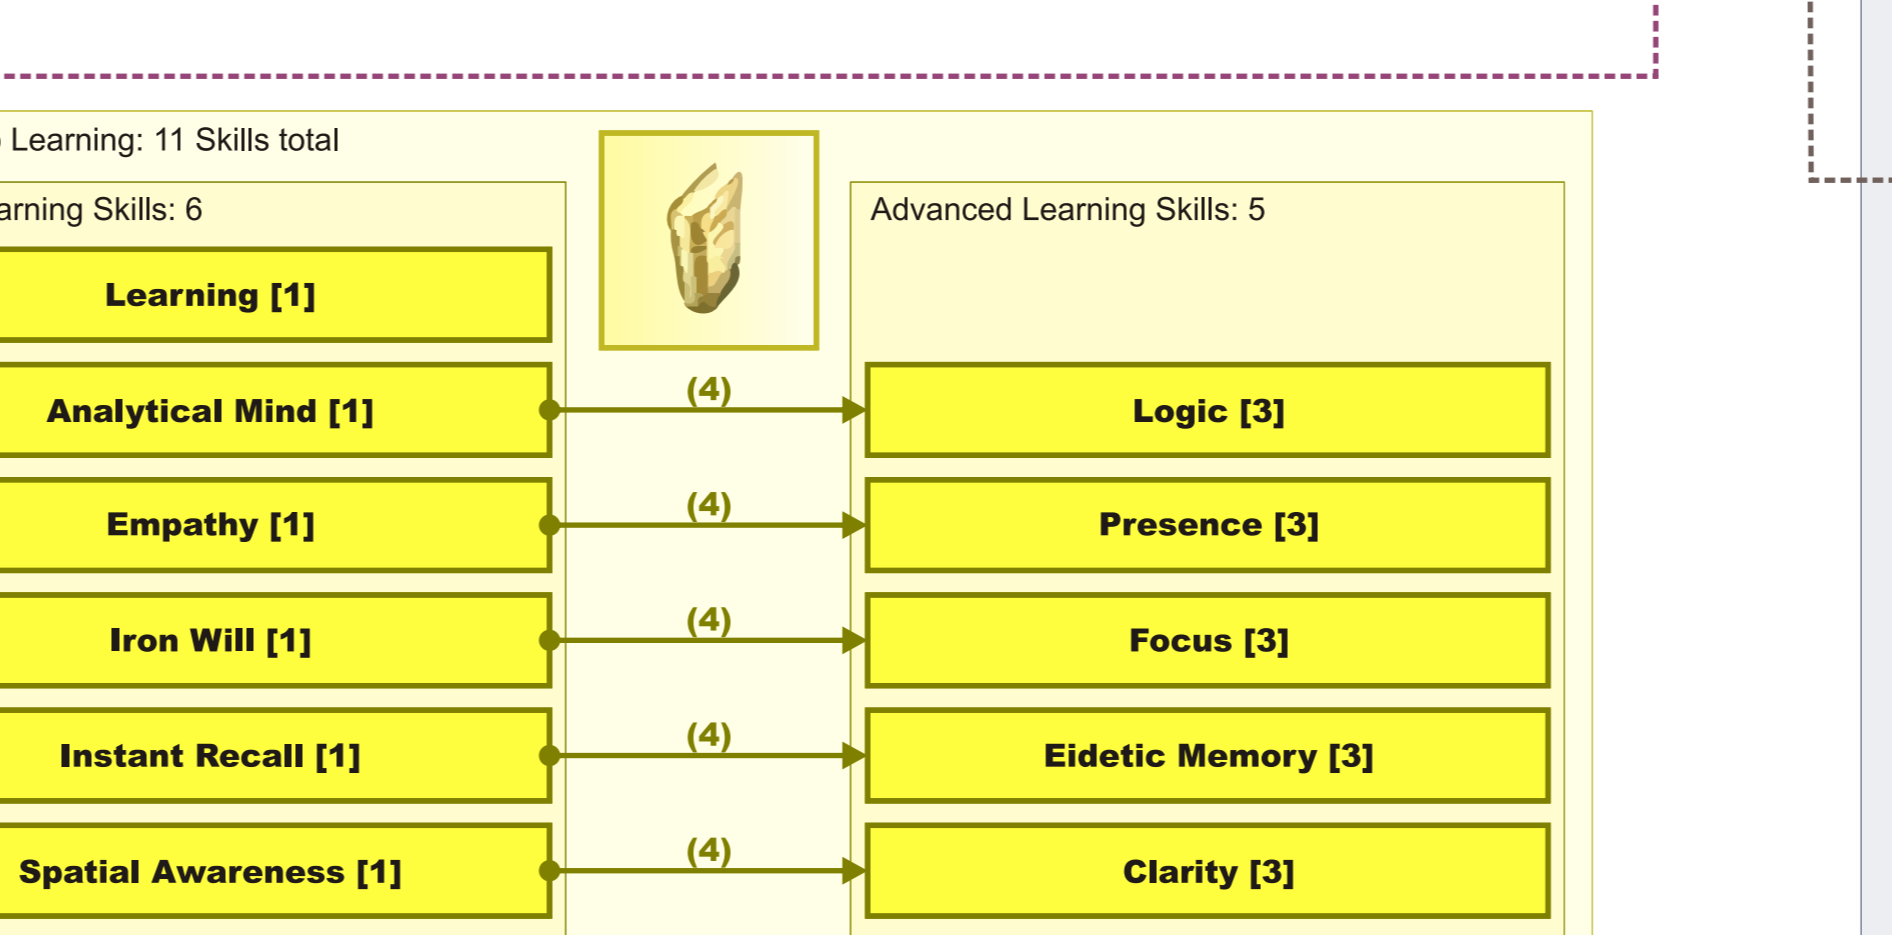 Learning: 11 Skills total
Skills: 6
Advanced Learning Skills: 5
Learning [1]
Analytical Mind [1]
(4)
Logic [3]
Empathy [1]
(4)
Presence [3]
Iron Will [1]
(4)
Focus [3]
Instant Recall [1]
(4)
Eidetic Memory [3]
Spatial Awareness [1]
(4)
Clarity [3]